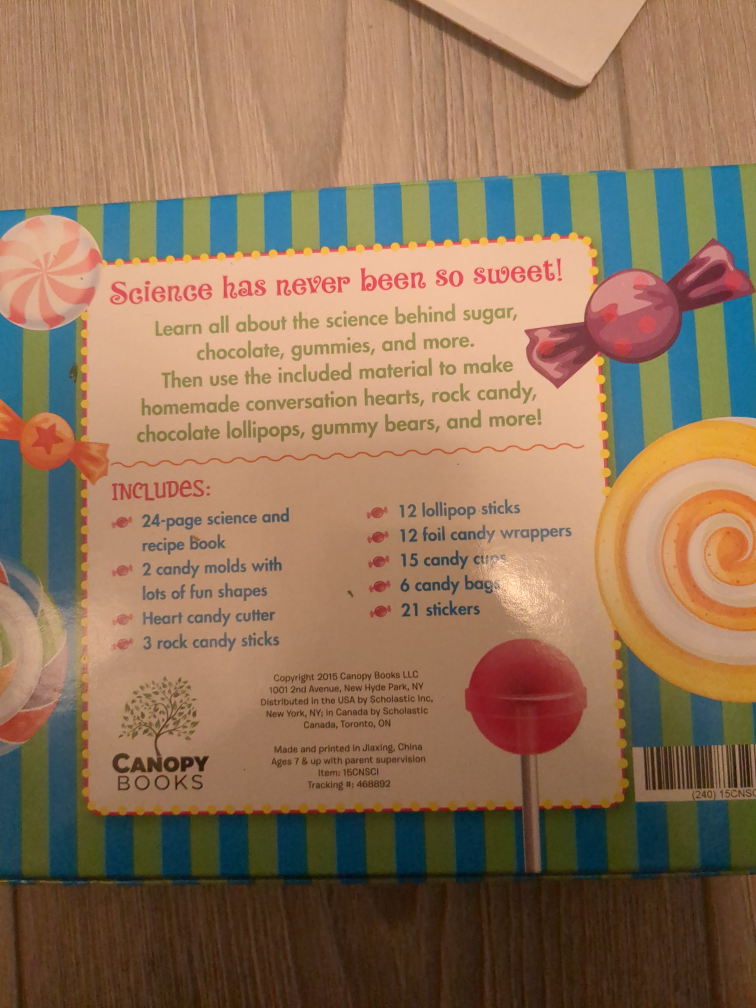 Science has never been so sweet!
Learn all about the science behind sugar,
chocolate, gummies, and more.
Then use the included material to make
homemade conversation hearts, rock candy,
chocolate lollipops, gummy bears, and more!
INCLUDES:
24-page science and
recipe book
2 candy molds with
lots of fun shapes
Heart candy cutter
3 rock candy sticks
12 lollipop sticks
12 foil candy wrappers
15 candy cups
6 candy bags
21 stickers
CANOPY
BOOKS
Copyright 2015 Canopy Books LLC
1001 2nd Avenue, New Hyde Park, NY
Distributed in the USA by Scholastic Inc,
New York, NY; in Canada by Scholastic
Canada, Toronto, ON
Made and printed in Jiaxing, China
Ages 7 & up with parent supervision
Item: 15CNSCI
Tracking #: 468892
(240) 15CNSC